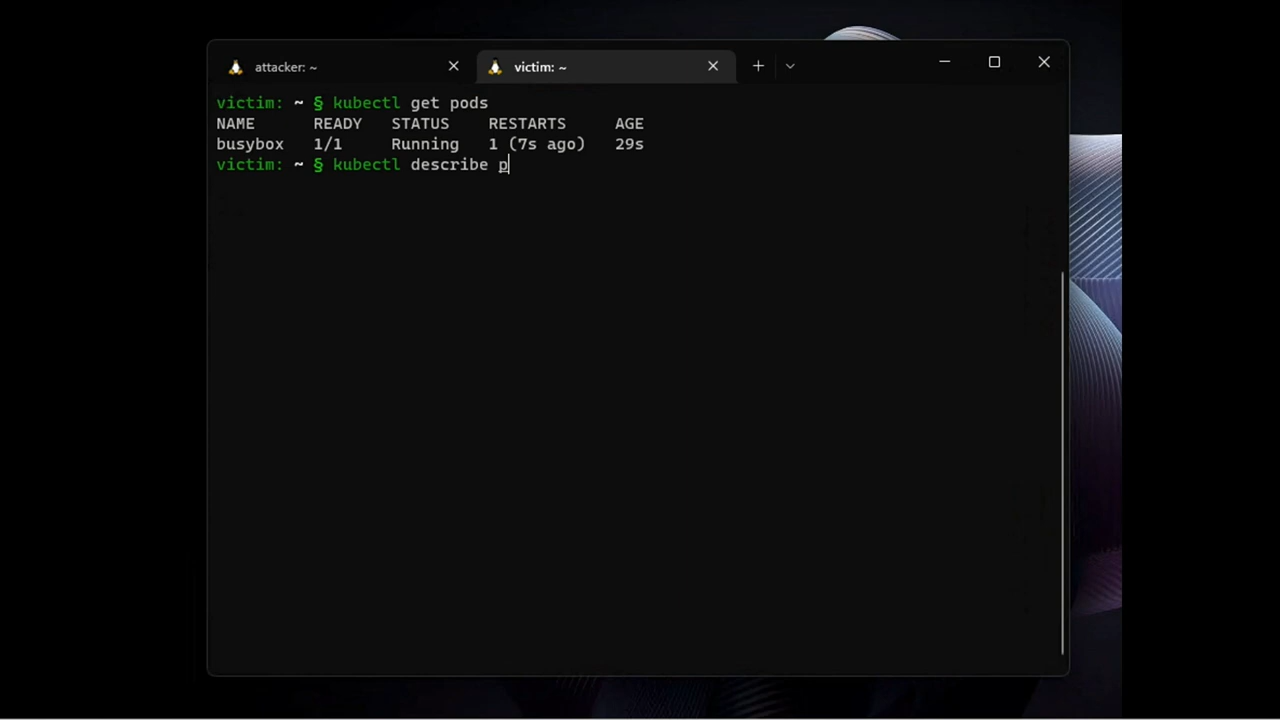 attacker: ~
victim: ~
victim: ~ § kubectl get pods
NAME READY STATUS RESTARTS AGE
busybox 1/1 Running 1 (7s ago) 29s
victim: ~ § kubectl describe p